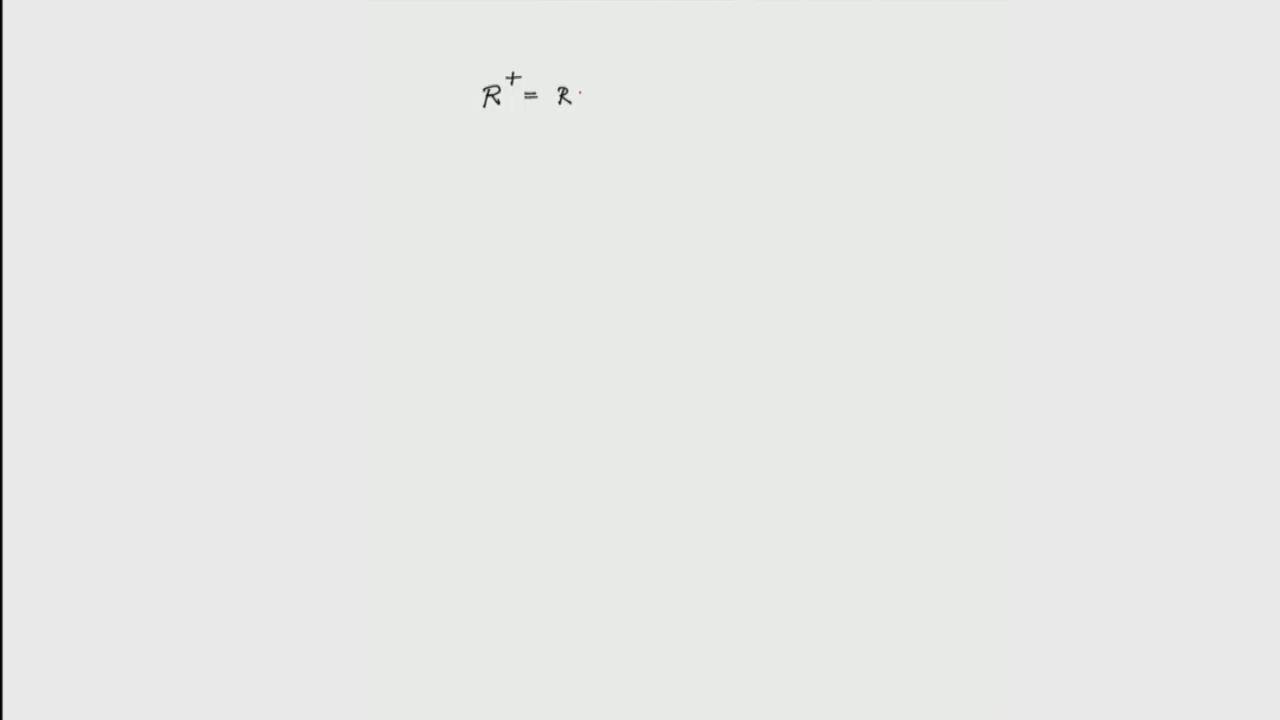 R⁺ = R